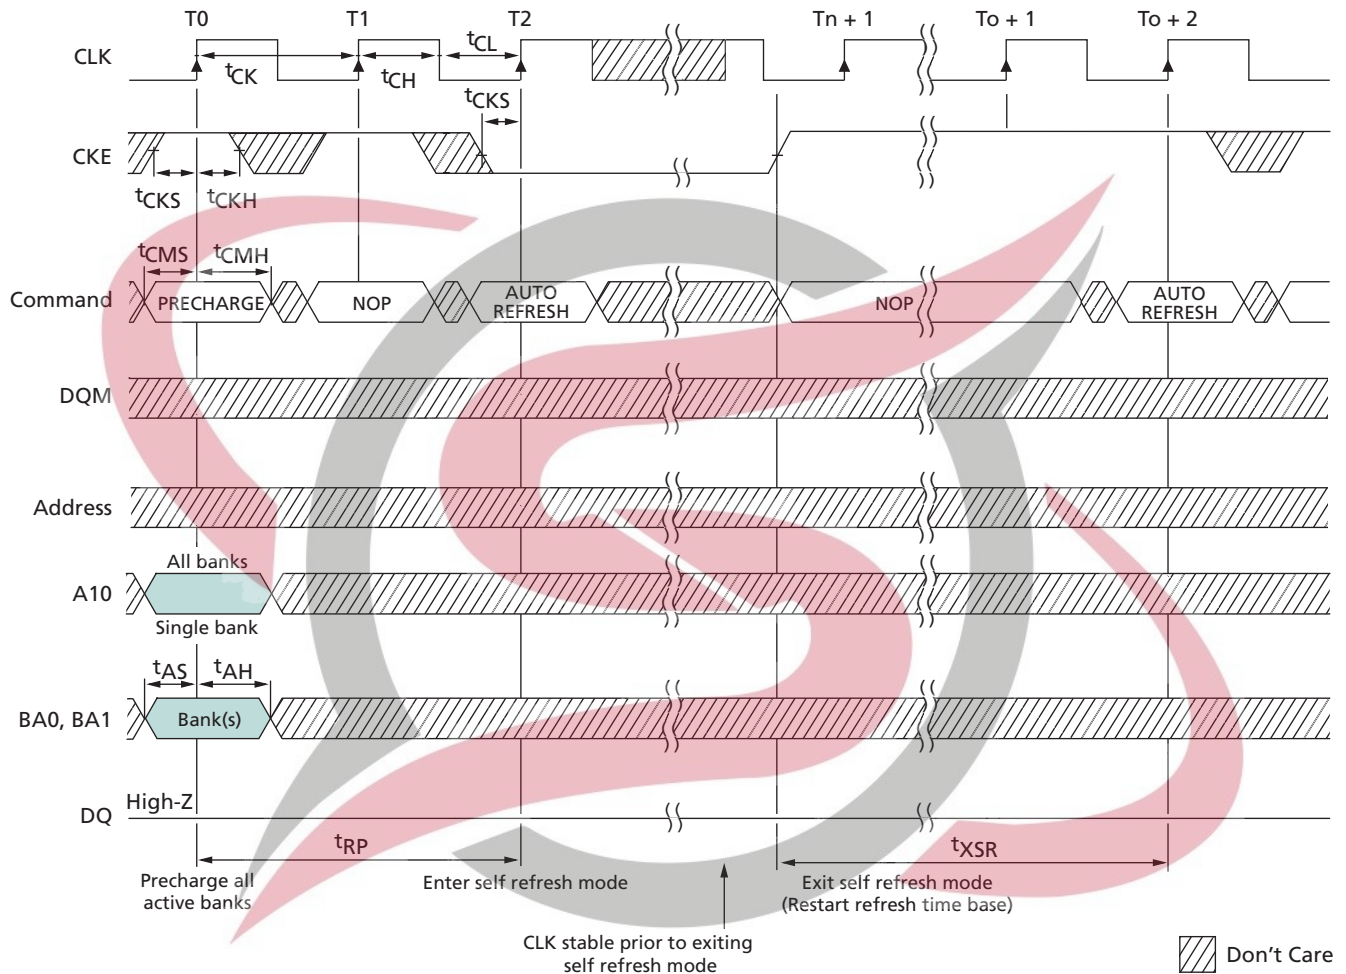 T0 T1 T2 Tn + 1 To + 1 To + 2
CLK
tCK tCH tCL
tCKS
CKE
tCKS tCKH
tCMS tCMH
Command PRECHARGE NOP AUTO REFRESH NOP AUTO REFRESH
DQM
Address
All banks
A10
Single bank
tAS tAH
BA0, BA1 Bank(s)
High-Z
DQ
tRP tXSR
Precharge all
active banks
Enter self refresh mode
Exit self refresh mode
(Restart refresh time base)
CLK stable prior to exiting
self refresh mode
Don't Care